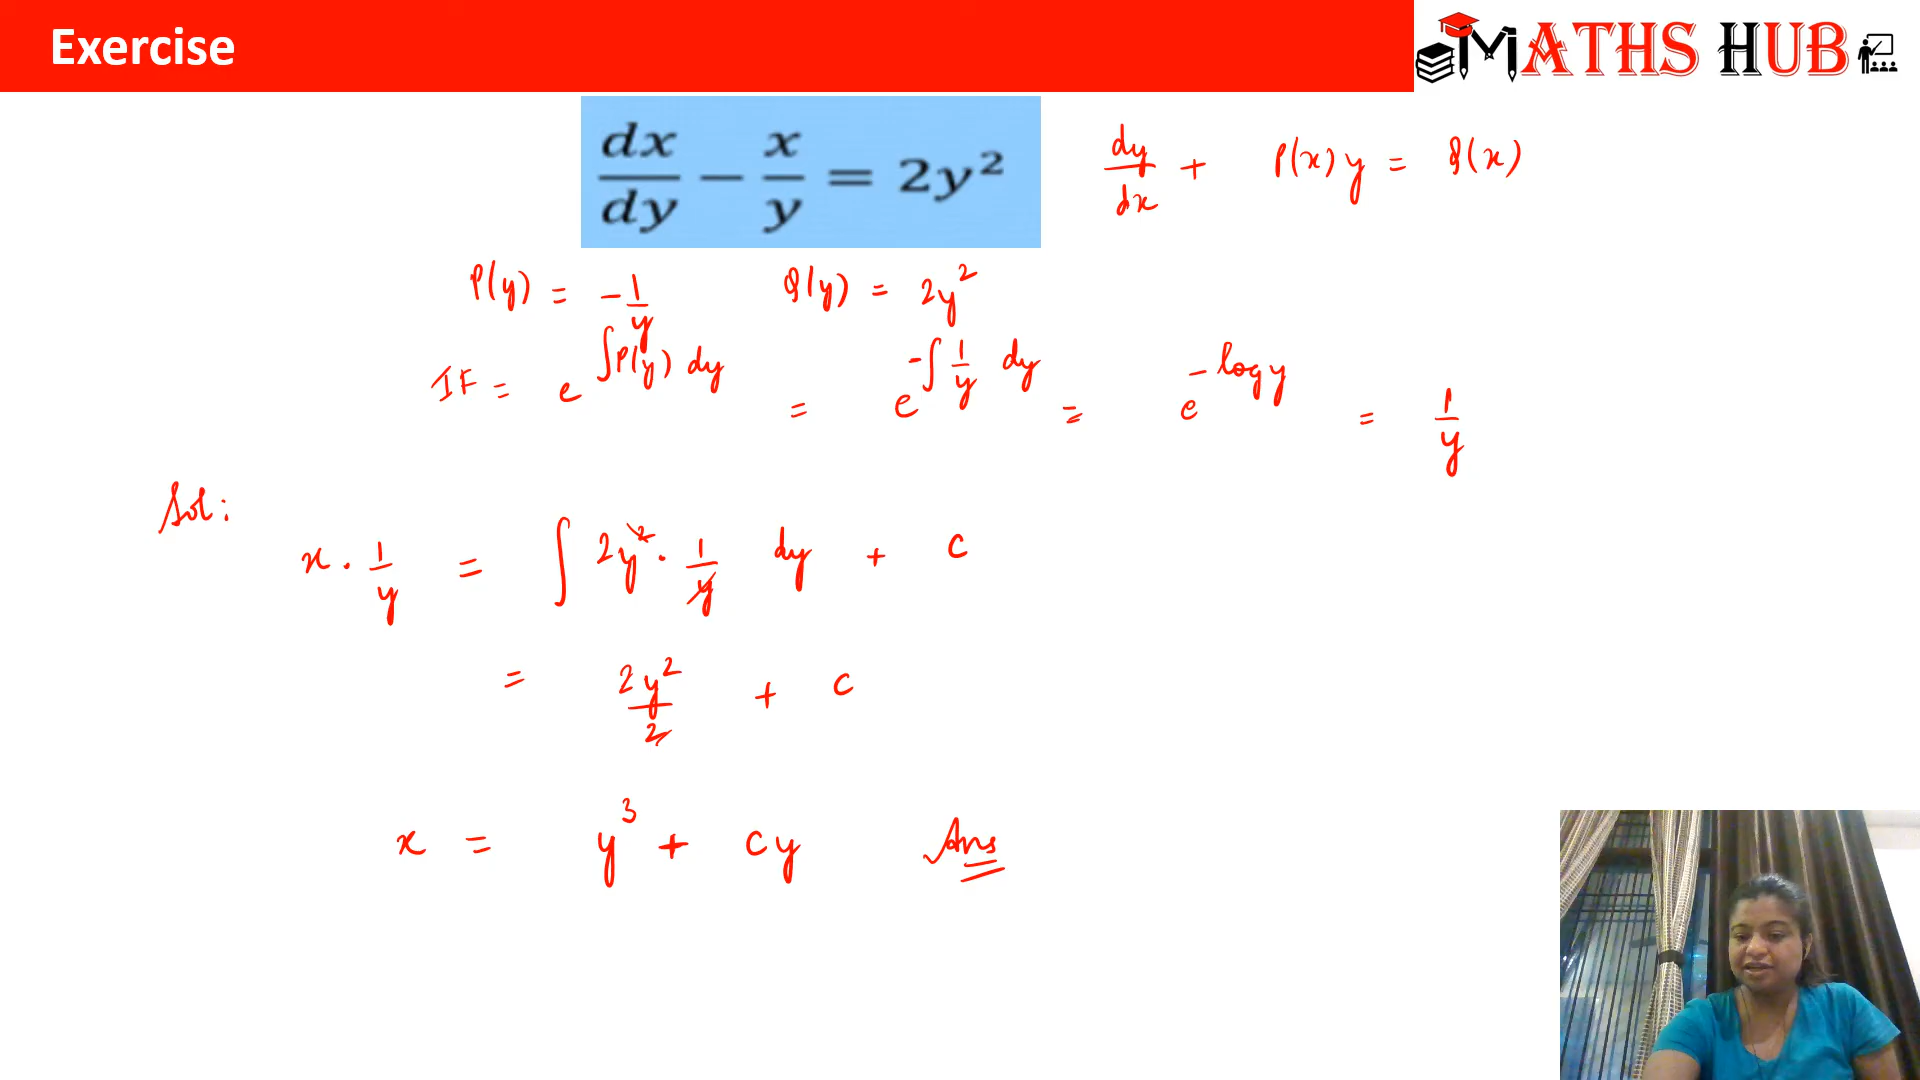 Exercise
MATHS HUB
dx/dy − x/y = 2y²
dy/dx + P(x) y = Q(x)
P(y) = −1/y   Q(y) = 2y²
IF = e^∫P(y) dy = e^−∫1/y dy = e^−log y = 1/y
Sol:
x · 1/y = ∫ 2y² · 1/y dy + c
= 2y²/2 + c
x = y³ + cy   Ans